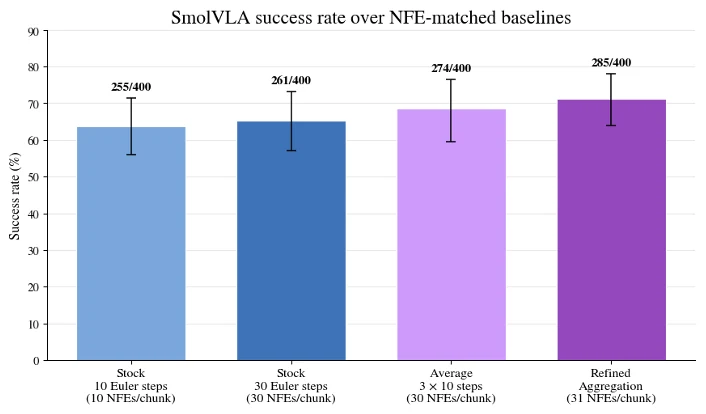 SmolVLA success rate over NFE-matched baselines
Success rate (%)
90
80
70
60
50
40
30
20
10
0
255/400
261/400
274/400
285/400
Stock
10 Euler steps
(10 NFEs/chunk)
Stock
30 Euler steps
(30 NFEs/chunk)
Average
3 × 10 steps
(30 NFEs/chunk)
Refined
Aggregation
(31 NFEs/chunk)